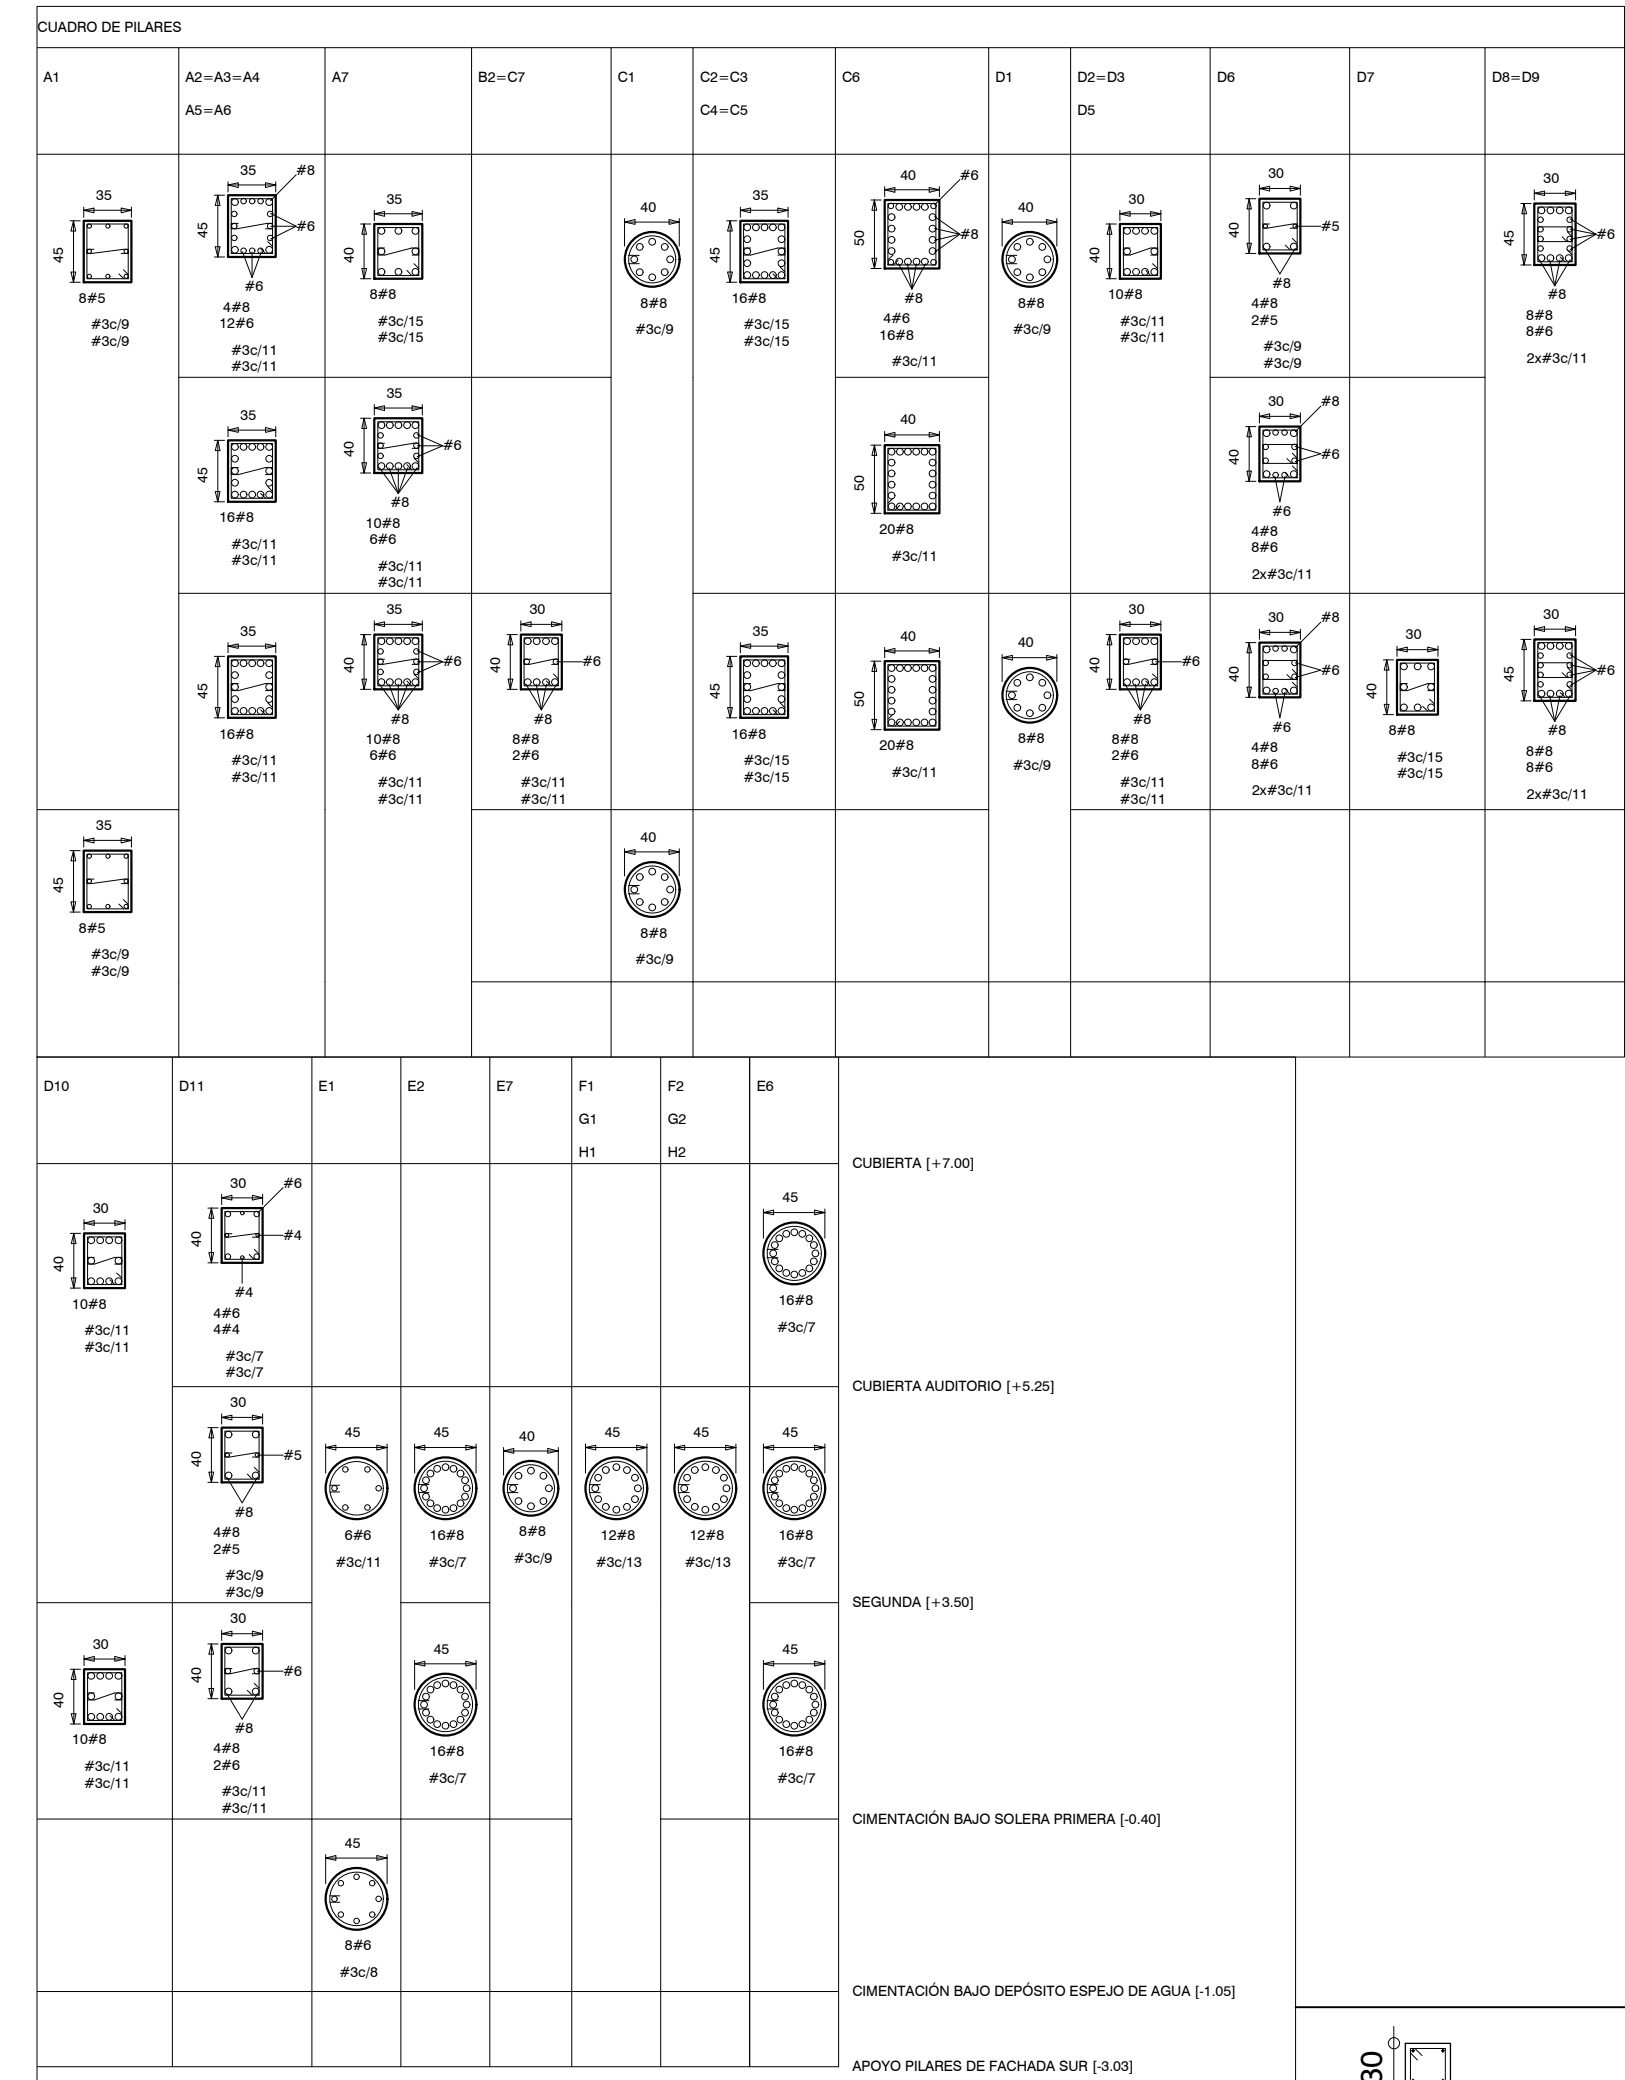 CUADRO DE PILARES
A1
A2=A3=A4
A5=A6
A7
B2=C7
C1
C2=C3
C4=C5
C6
D1
D2=D3
D5
D6
D7
D8=D9
35
45
8#5
#3c/9
#3c/9
35
#8
45
#6
#6
4#8
12#6
#3c/11
#3c/11
35
40
8#8
#3c/15
#3c/15
40
8#8
#3c/9
35
45
16#8
#3c/15
#3c/15
40
#6
50
#8
#8
4#6
16#8
#3c/11
40
8#8
#3c/9
30
40
10#8
#3c/11
#3c/11
30
40
#5
#8
4#8
2#5
#3c/9
#3c/9
30
45
#6
#8
8#8
8#6
2x#3c/11
35
45
16#8
#3c/11
#3c/11
35
40
#6
#8
10#8
6#6
#3c/11
#3c/11
40
50
20#8
#3c/11
30
#8
40
#6
#6
4#8
8#6
2x#3c/11
35
45
16#8
#3c/11
#3c/11
35
40
#6
#8
10#8
6#6
#3c/11
#3c/11
30
40
#6
#8
8#8
2#6
#3c/11
#3c/11
35
45
16#8
#3c/15
#3c/15
40
50
20#8
#3c/11
40
8#8
#3c/9
30
40
#6
#8
8#8
2#6
#3c/11
#3c/11
30
#8
40
#6
#6
4#8
8#6
2x#3c/11
30
40
8#8
#3c/15
#3c/15
30
45
#6
#8
8#8
8#6
2x#3c/11
35
45
8#5
#3c/9
#3c/9
40
8#8
#3c/9
D10
D11
E1
E2
E7
F1
G1
H1
F2
G2
H2
E6
CUBIERTA [+7.00]
30
40
10#8
#3c/11
#3c/11
30
#6
40
#4
#4
4#6
4#4
#3c/7
#3c/7
45
16#8
#3c/7
CUBIERTA AUDITORIO [+5.25]
30
40
#5
#8
4#8
2#5
#3c/9
#3c/9
45
6#6
#3c/11
45
16#8
#3c/7
40
8#8
#3c/9
45
12#8
#3c/13
45
12#8
#3c/13
45
16#8
#3c/7
SEGUNDA [+3.50]
30
40
10#8
#3c/11
#3c/11
30
40
#6
#8
4#8
2#6
#3c/11
#3c/11
45
16#8
#3c/7
45
16#8
#3c/7
CIMENTACIÓN BAJO SOLERA PRIMERA [-0.40]
45
8#6
#3c/8
CIMENTACIÓN BAJO DEPÓSITO ESPEJO DE AGUA [-1.05]
APOYO PILARES DE FACHADA SUR [-3.03]
30